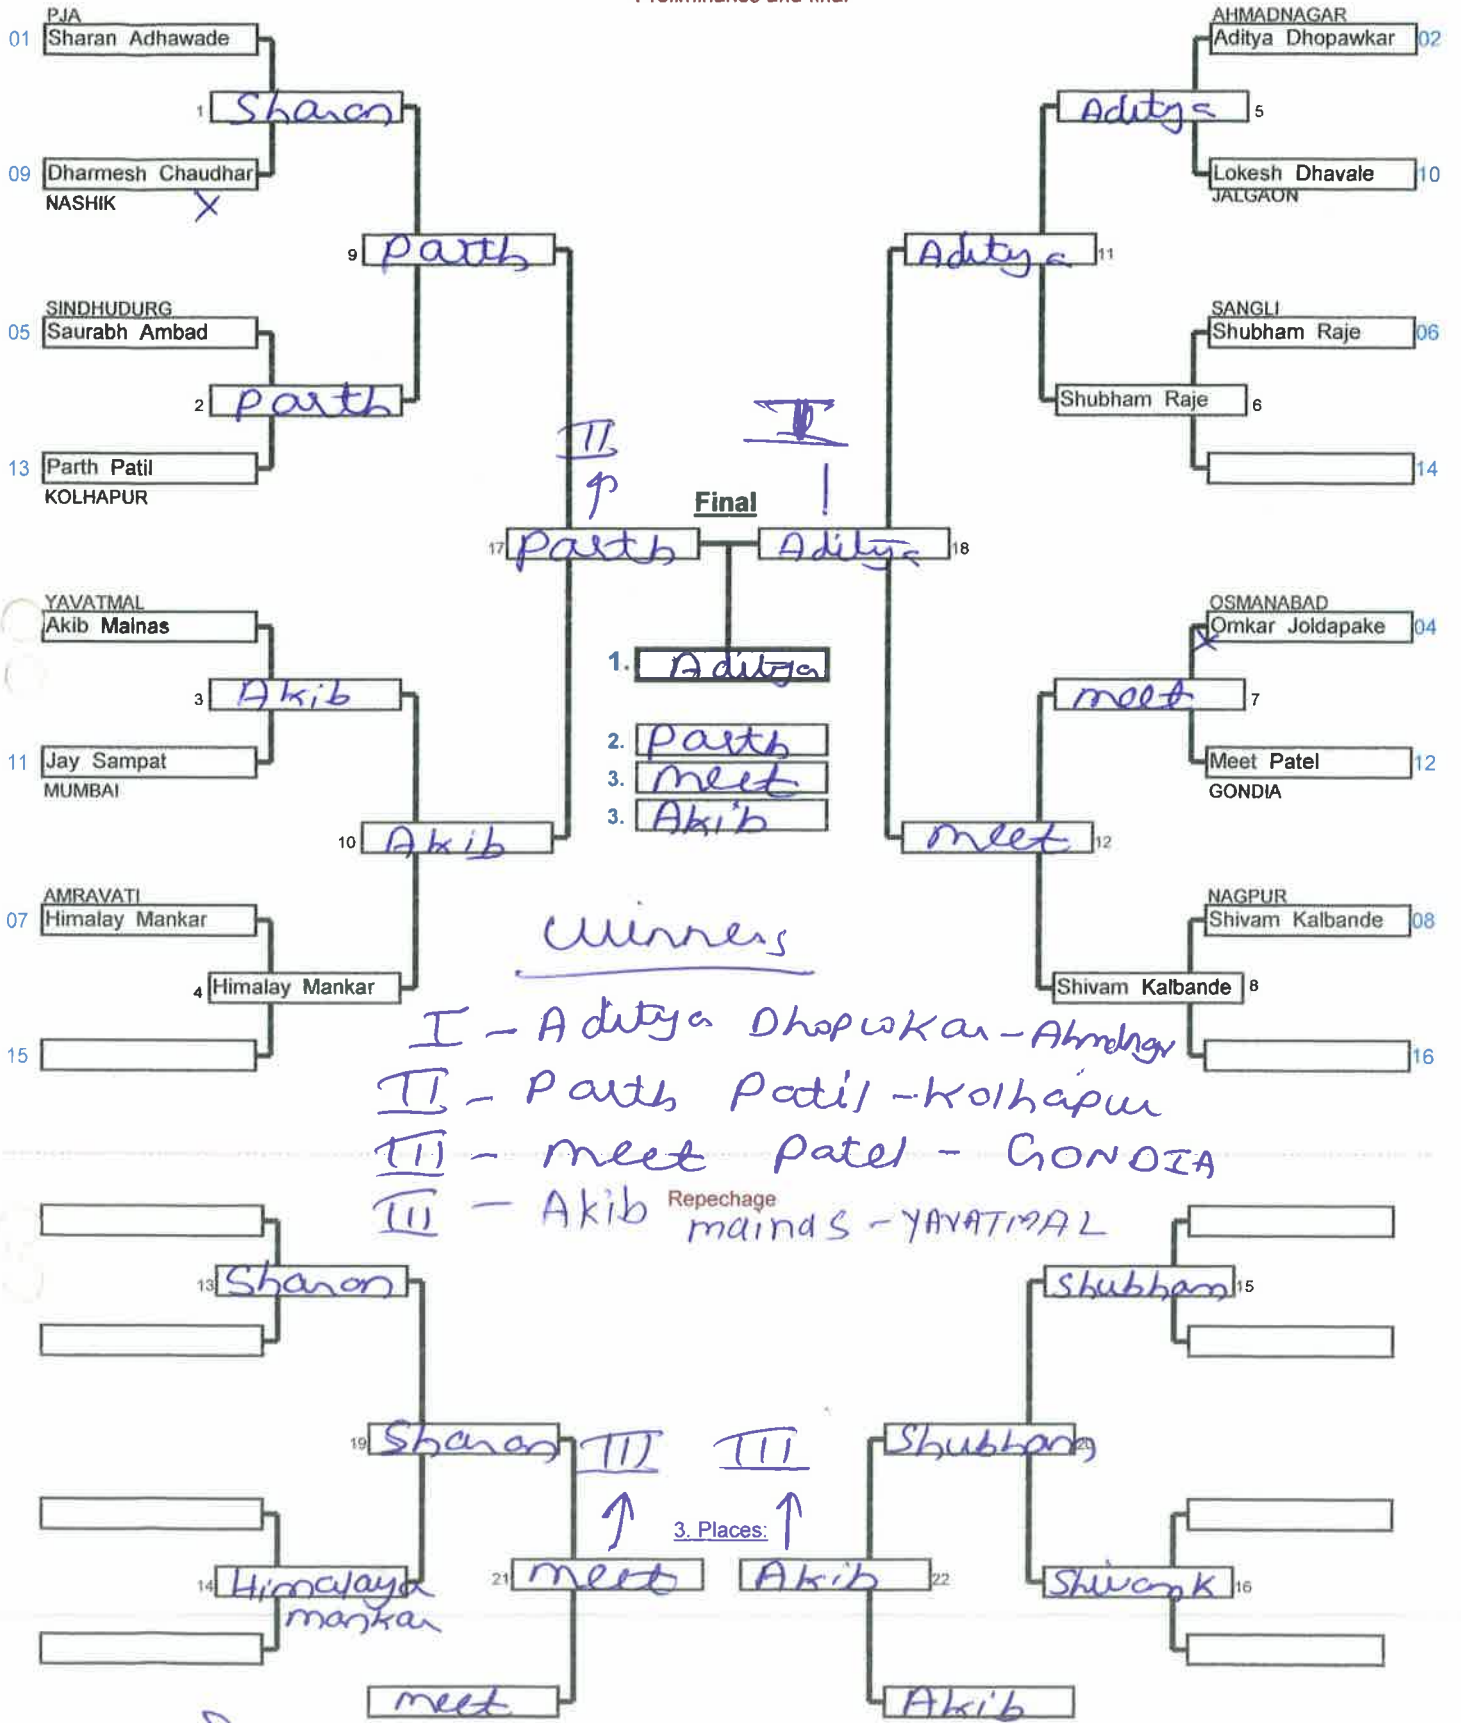 PJA
01 Sharan Adhawade
1 Sharan
09 Dharmesh Chaudhar
NASHIK X
9 Parth
SINDHUDURG
05 Saurabh Ambad
2 Parth
13 Parth Patil
KOLHAPUR
II
17 Parth
YAVATMAL
Akib Mainas
3 Akib
11 Jay Sampat
MUMBAI
10 Akib
AMRAVATI
07 Himalay Mankar
4 Himalay Mankar
15
AHMADNAGAR
Aditya Dhopawkar 02
Aditya 5
Lokesh Dhavale 10
JALGAON
Aditya 11
SANGLI
Shubham Raje 06
Shubham Raje 6
14
I
Final
Aditya 18
OSMANABAD
Omkar Joldapake 04
X
meet 7
Meet Patel 12
GONDIA
meet 12
NAGPUR
Shivam Kalbande 08
Shivam Kalbande 8
16
1. Aditya
2. Parth
3. meet
3. Akib
Winners
I - Aditya Dhopwkar - Ahmdngr
II - Parth Patil - Kolhapur
III - meet Patel - GONDIA
III - Akib mainas - YAVATMAL
Repechage
13 Sharan
19 Sharan
14 Himalaya
mankar
III
21 meet
meet
3. Places:
Shubham 15
Shubham 20
Shivam K 16
III
Akib 22
Akib